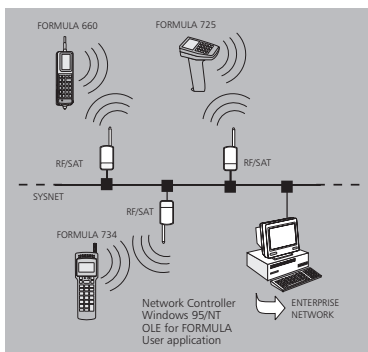 FORMULA 660
FORMULA 725
RF/SAT
RF/SAT
SYSNET
RF/SAT
FORMULA 734
Network Controller
Windows 95/NT
OLE for FORMULA
User application
ENTERPRISE
NETWORK